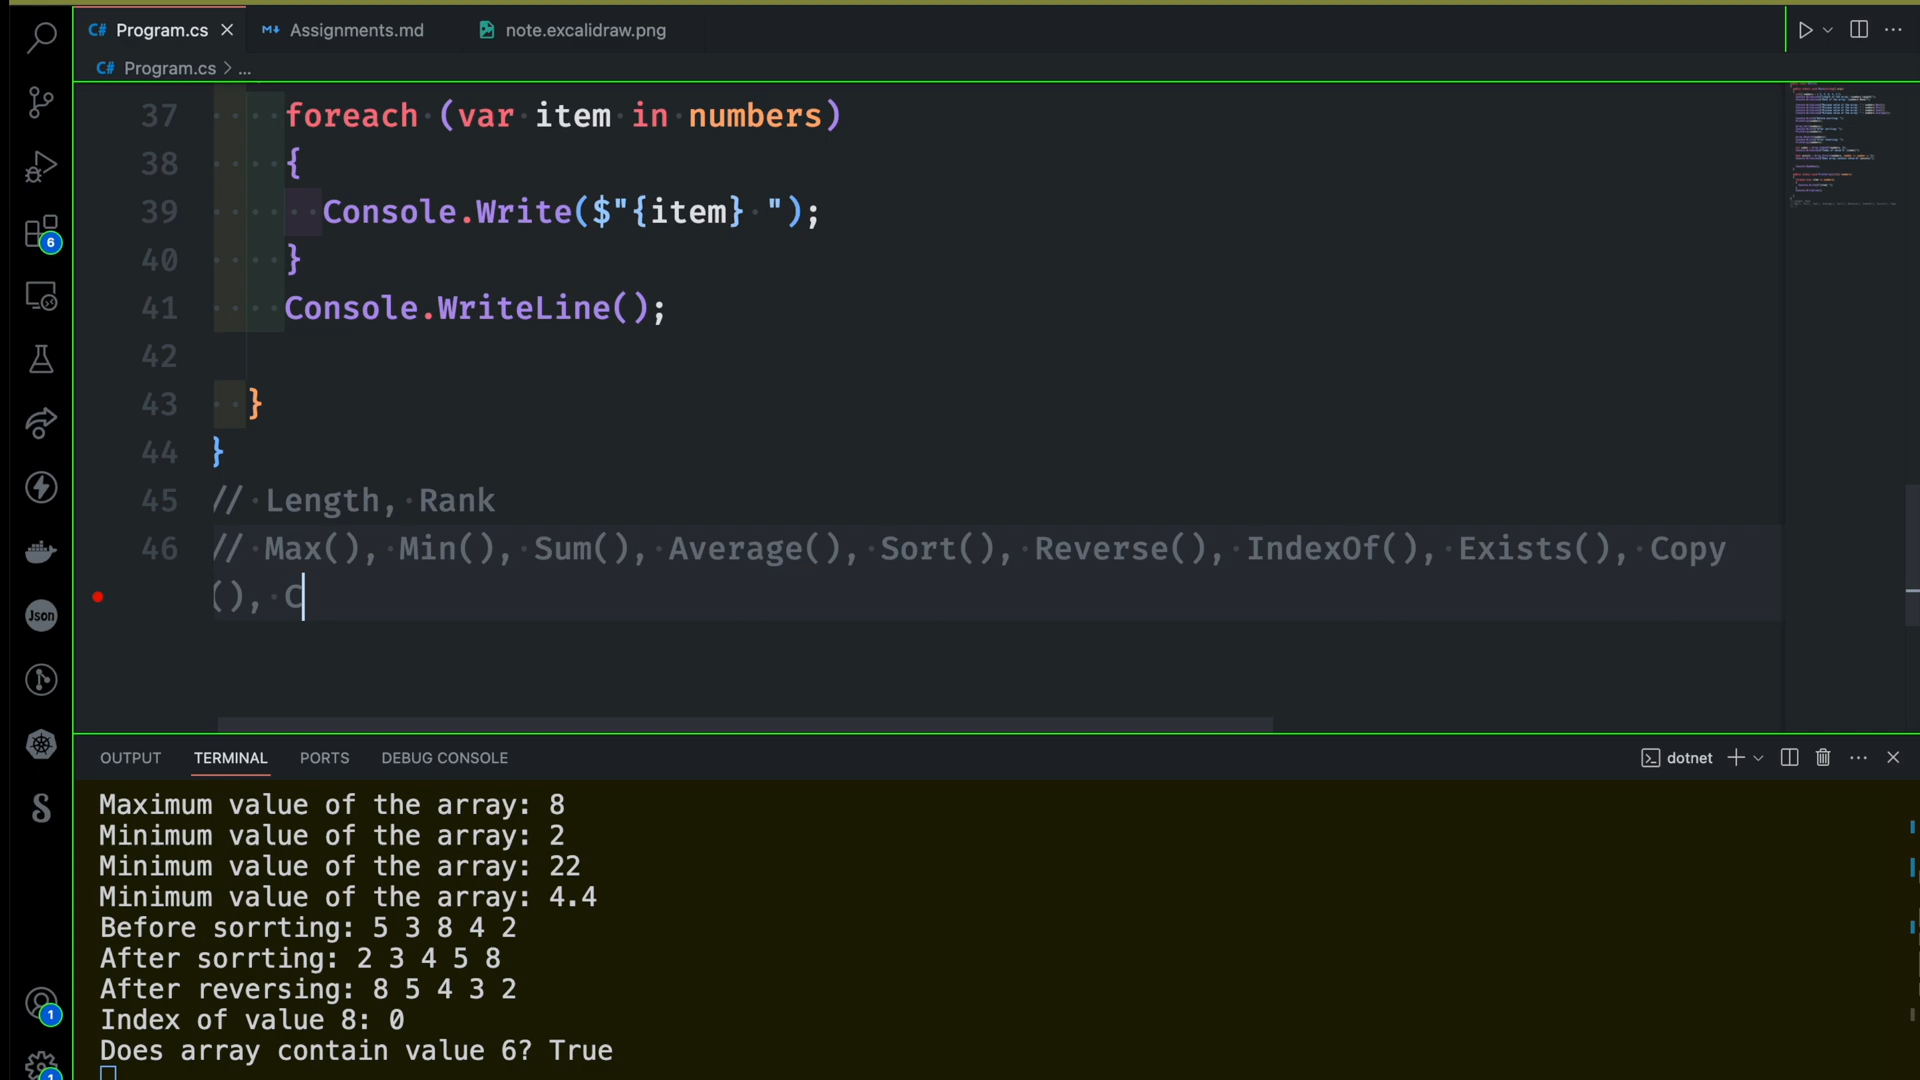 C# Program.cs
Assignments.md
note.excalidraw.png
C# Program.cs > ...
37 foreach (var item in numbers)
38 {
39 Console.Write($"{item} ");
40 }
41 Console.WriteLine();
42
43 }
44 }
45 // Length, Rank
46 // Max(), Min(), Sum(), Average(), Sort(), Reverse(), IndexOf(), Exists(), Copy
(), C
6
Json
1
1
OUTPUT TERMINAL PORTS DEBUG CONSOLE dotnet
Maximum value of the array: 8
Minimum value of the array: 2
Minimum value of the array: 22
Minimum value of the array: 4.4
Before sorrting: 5 3 8 4 2
After sorrting: 2 3 4 5 8
After reversing: 8 5 4 3 2
Index of value 8: 0
Does array contain value 6? True